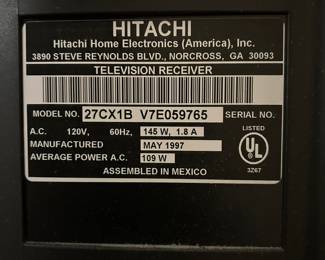 HITACHI
Hitachi Home Electronics (America), Inc.
3890 STEVE REYNOLDS BLVD., NORCROSS, GA 30093
TELEVISION RECEIVER
MODEL NO. 27CX1B V7E059765 SERIAL NO.
A.C. 120V, 60Hz, 145 W, 1.8 A LISTED
MANUFACTURED MAY 1997 UL
AVERAGE POWER A.C. 109 W 3Z67
ASSEMBLED IN MEXICO